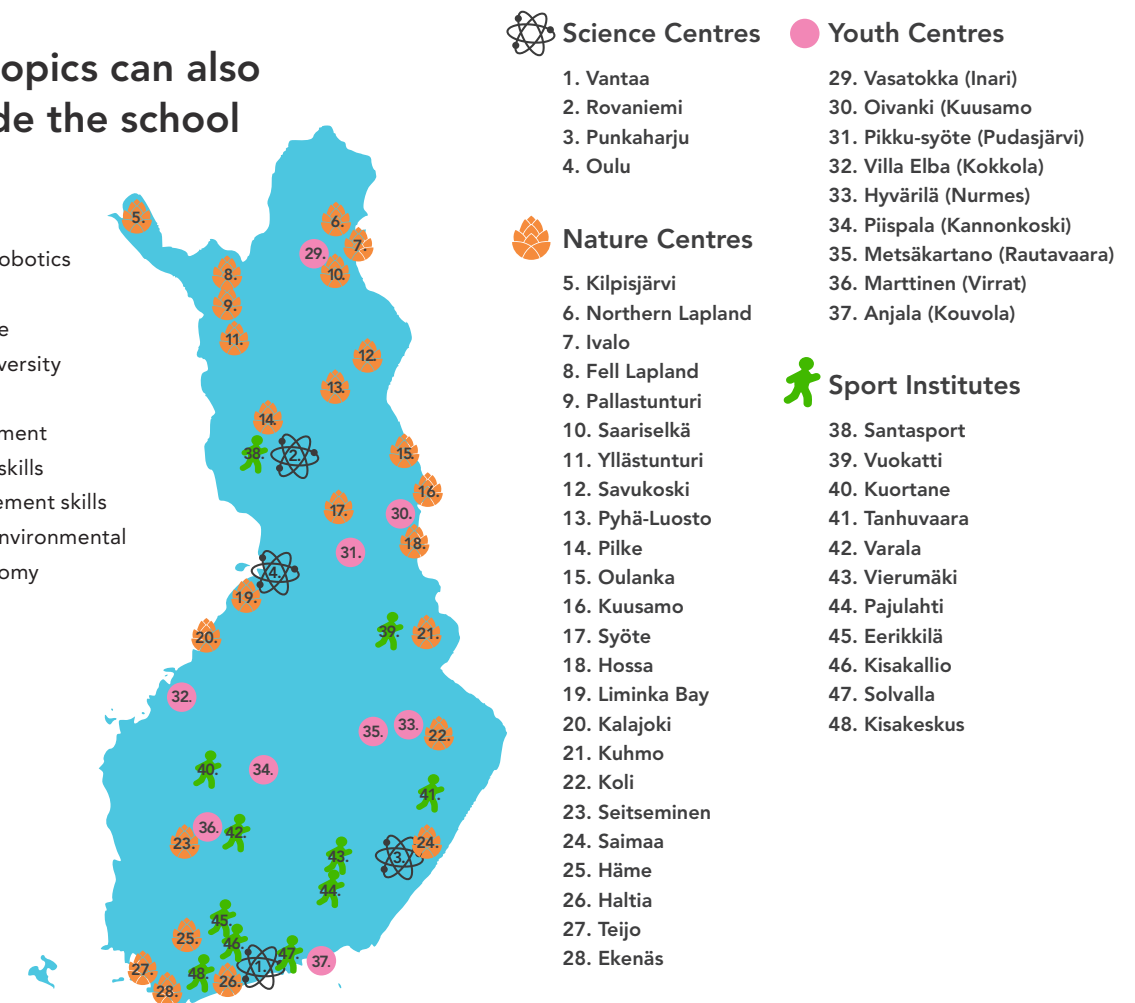 opics can also
de the school
obotics
e
versity
ment
skills
ement skills
nvironmental
omy
5.
6.
7.
29.
10.
8.
9.
11.
12.
13.
14.
38.
2.
15.
16.
17.
30.
18.
31.
4.
19.
20.
39.
21.
32.
35.
33.
22.
40.
34.
41.
36.
42.
23.
43.
3.
24.
44.
45.
25.
46.
47.
37.
1.
27.
48.
26.
28.
Science Centres
1. Vantaa
2. Rovaniemi
3. Punkaharju
4. Oulu
Nature Centres
5. Kilpisjärvi
6. Northern Lapland
7. Ivalo
8. Fell Lapland
9. Pallastunturi
10. Saariselkä
11. Yllästunturi
12. Savukoski
13. Pyhä-Luosto
14. Pilke
15. Oulanka
16. Kuusamo
17. Syöte
18. Hossa
19. Liminka Bay
20. Kalajoki
21. Kuhmo
22. Koli
23. Seitseminen
24. Saimaa
25. Häme
26. Haltia
27. Teijo
28. Ekenäs
Youth Centres
29. Vasatokka (Inari)
30. Oivanki (Kuusamo
31. Pikku-syöte (Pudasjärvi)
32. Villa Elba (Kokkola)
33. Hyvärilä (Nurmes)
34. Piispala (Kannonkoski)
35. Metsäkartano (Rautavaara)
36. Marttinen (Virrat)
37. Anjala (Kouvola)
Sport Institutes
38. Santasport
39. Vuokatti
40. Kuortane
41. Tanhuvaara
42. Varala
43. Vierumäki
44. Pajulahti
45. Eerikkilä
46. Kisakallio
47. Solvalla
48. Kisakeskus